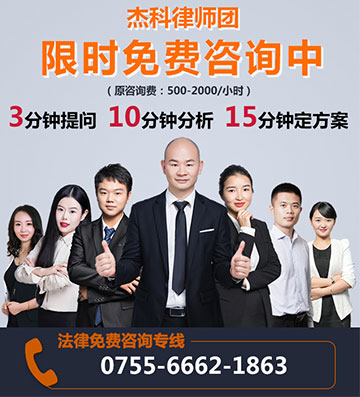 杰科律师团
限时免费咨询中
（原咨询费：500-2000/小时）
3分钟提问 10分钟分析 15分钟定方案
法律免费咨询专线
0755-6662-1863